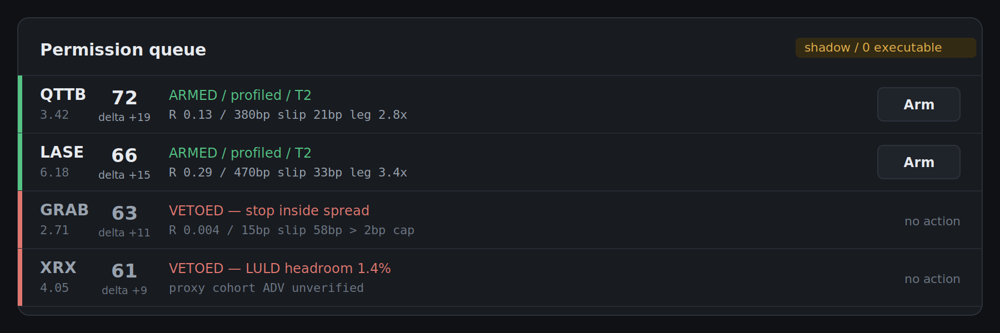 Permission queue
shadow / 0 executable
QTTB 72 ARMED / profiled / T2 Arm
3.42 delta +19 R 0.13 / 380bp slip 21bp leg 2.8x
LASE 66 ARMED / profiled / T2 Arm
6.18 delta +15 R 0.29 / 470bp slip 33bp leg 3.4x
GRAB 63 VETOED — stop inside spread no action
2.71 delta +11 R 0.004 / 15bp slip 58bp > 2bp cap
XRX 61 VETOED — LULD headroom 1.4% no action
4.05 delta +9 proxy cohort ADV unverified